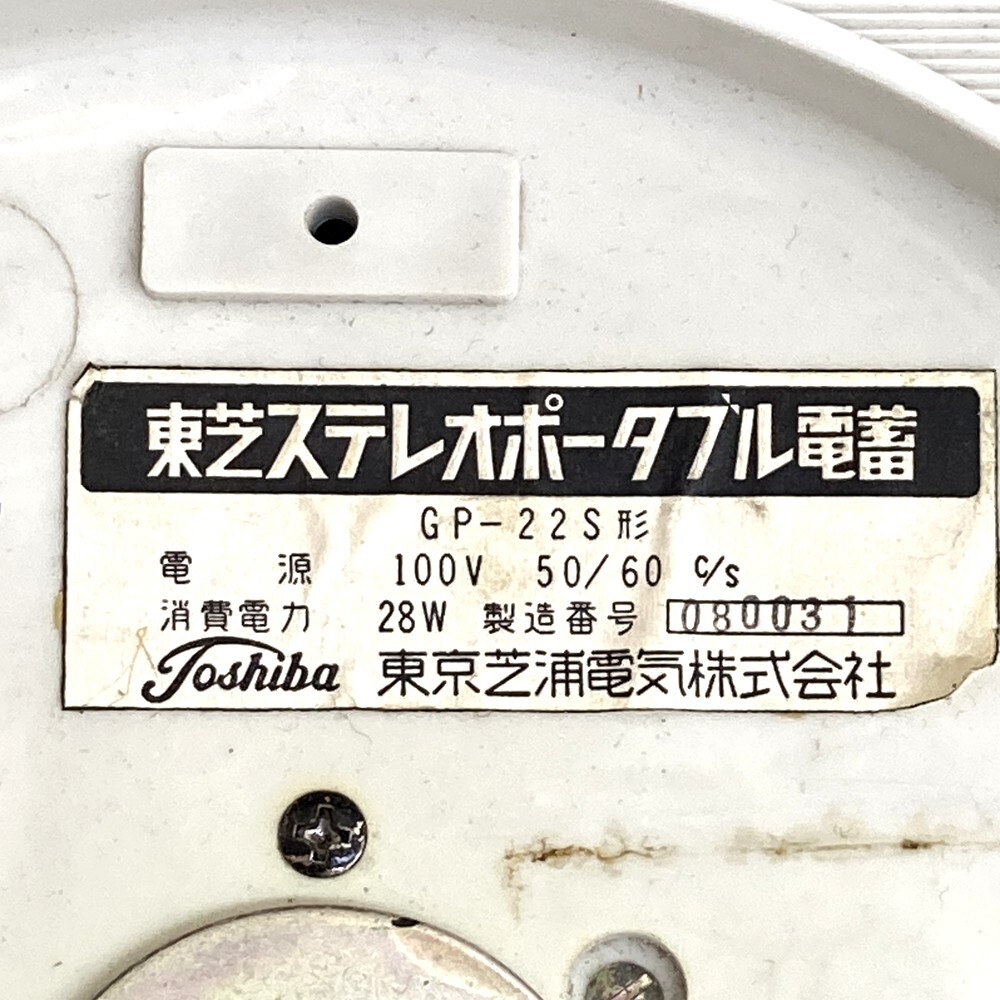 東芝ステレオポータブル電蓄
GP-22S形
電源 100V 50/60 c/s
消費電力 28W 製造番号 080031
Toshiba 東京芝浦電気株式会社